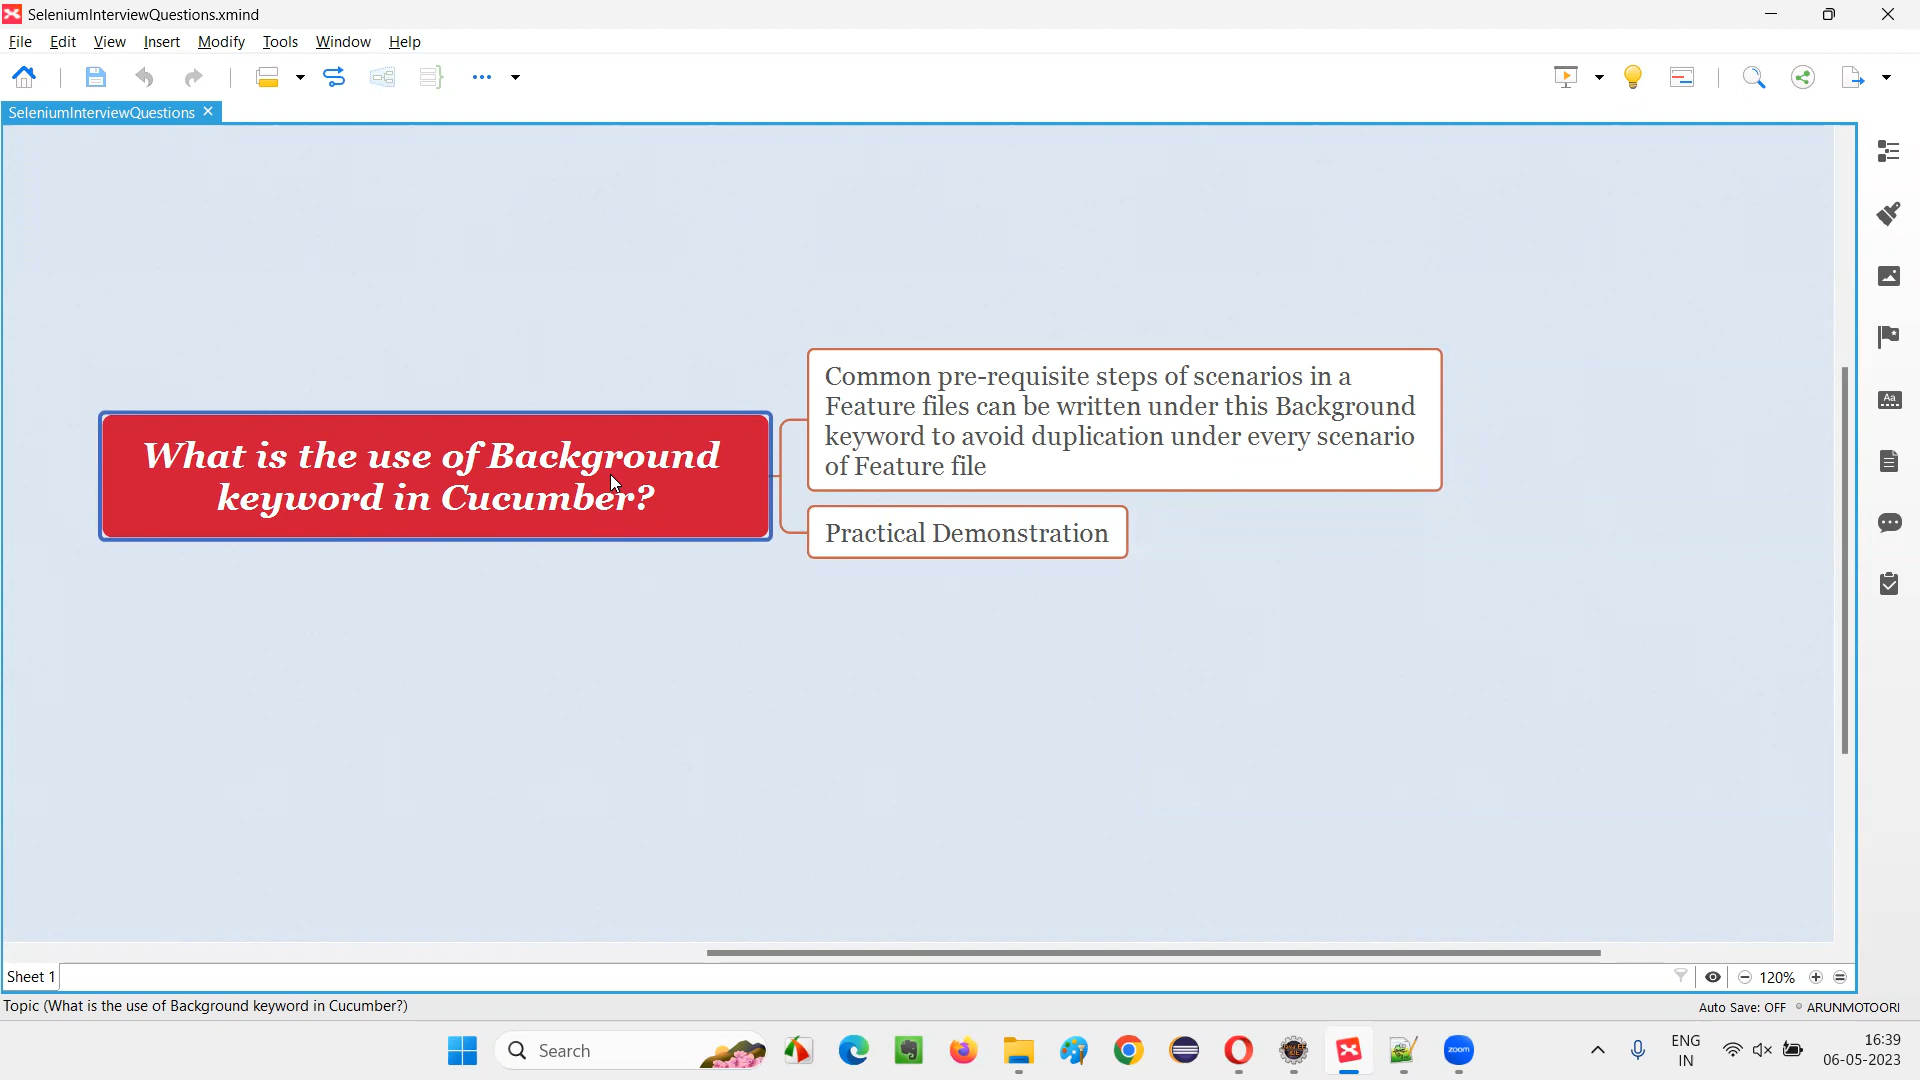 SeleniumInterviewQuestions.xmind
File Edit View Insert Modify Tools Window Help
SeleniumInterviewQuestions
What is the use of Background
keyword in Cucumber?
Common pre-requisite steps of scenarios in a
Feature files can be written under this Background
keyword to avoid duplication under every scenario
of Feature file
Practical Demonstration
Aa
Sheet 1
120%
Topic (What is the use of Background keyword in Cucumber?)
Auto Save: OFF ARUNMOTOORI
Search
zoom
ENG
IN
16:39
06-05-2023